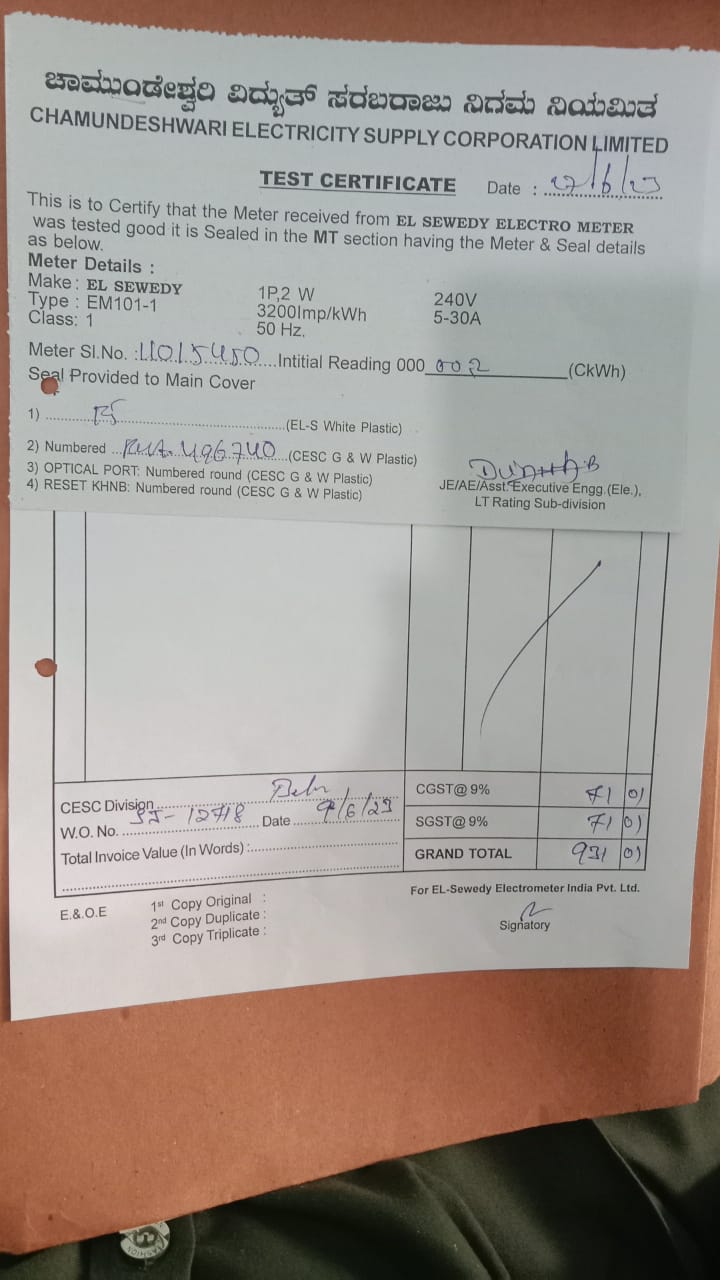 ಚಾಮುಂಡೇಶ್ವರಿ ವಿದ್ಯುತ್ ಸರಬರಾಜು ನಿಗಮ ನಿಯಮಿತ
CHAMUNDESHWARI ELECTRICITY SUPPLY CORPORATION LIMITED
TEST CERTIFICATE Date :
This is to Certify that the Meter received from EL SEWEDY ELECTRO METER
was tested good it is Sealed in the MT section having the Meter & Seal details
as below.
Meter Details :
Make : EL SEWEDY 1P,2 W 240V
Type : EM101-1 3200Imp/kWh 5-30A
Class: 1 50 Hz.
Meter Sl.No. : 11015450 Intitial Reading 000 002 (CkWh)
Seal Provided to Main Cover
1) (EL-S White Plastic)
2) Numbered 496740 (CESC G & W Plastic)
3) OPTICAL PORT: Numbered round (CESC G & W Plastic)
4) RESET KHNB: Numbered round (CESC G & W Plastic)
JE/AE/Asst. Executive Engg.(Ele.),
LT Rating Sub-division
CESC Division CGST@ 9% 71 01
W.O. No. 12718 Date 9/6/23 SGST@ 9% 71 01
Total Invoice Value (In Words) : GRAND TOTAL 931 01
For EL-Sewedy Electrometer India Pvt. Ltd.
E.&.O.E 1st Copy Original :
2nd Copy Duplicate :
3rd Copy Triplicate :
Signatory
FASHION